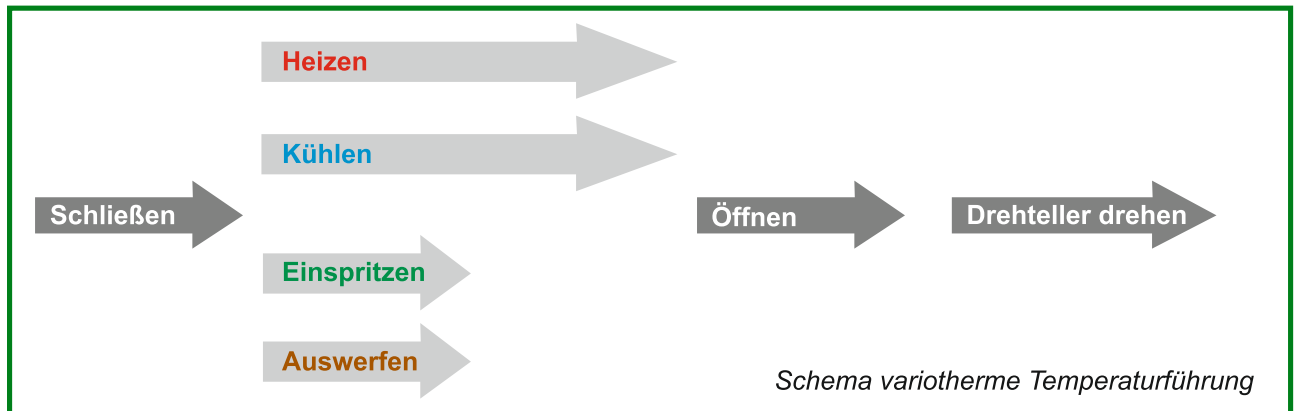 Heizen
Kühlen
Schließen
Öffnen
Drehteller drehen
Einspritzen
Auswerfen
Schema variotherme Temperaturführung